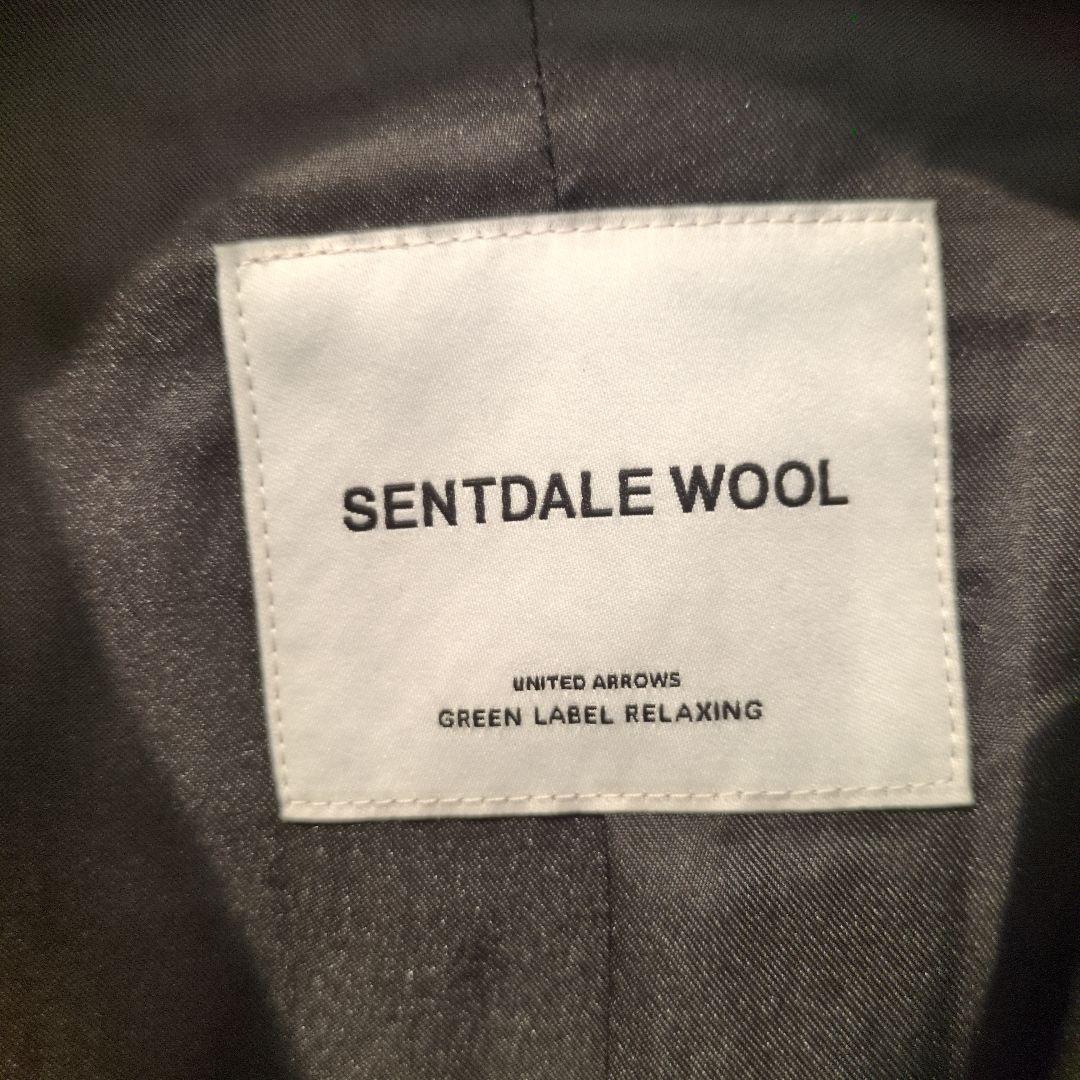 SENTDALE WOOL
UNITED ARROWS
GREEN LABEL RELAXING